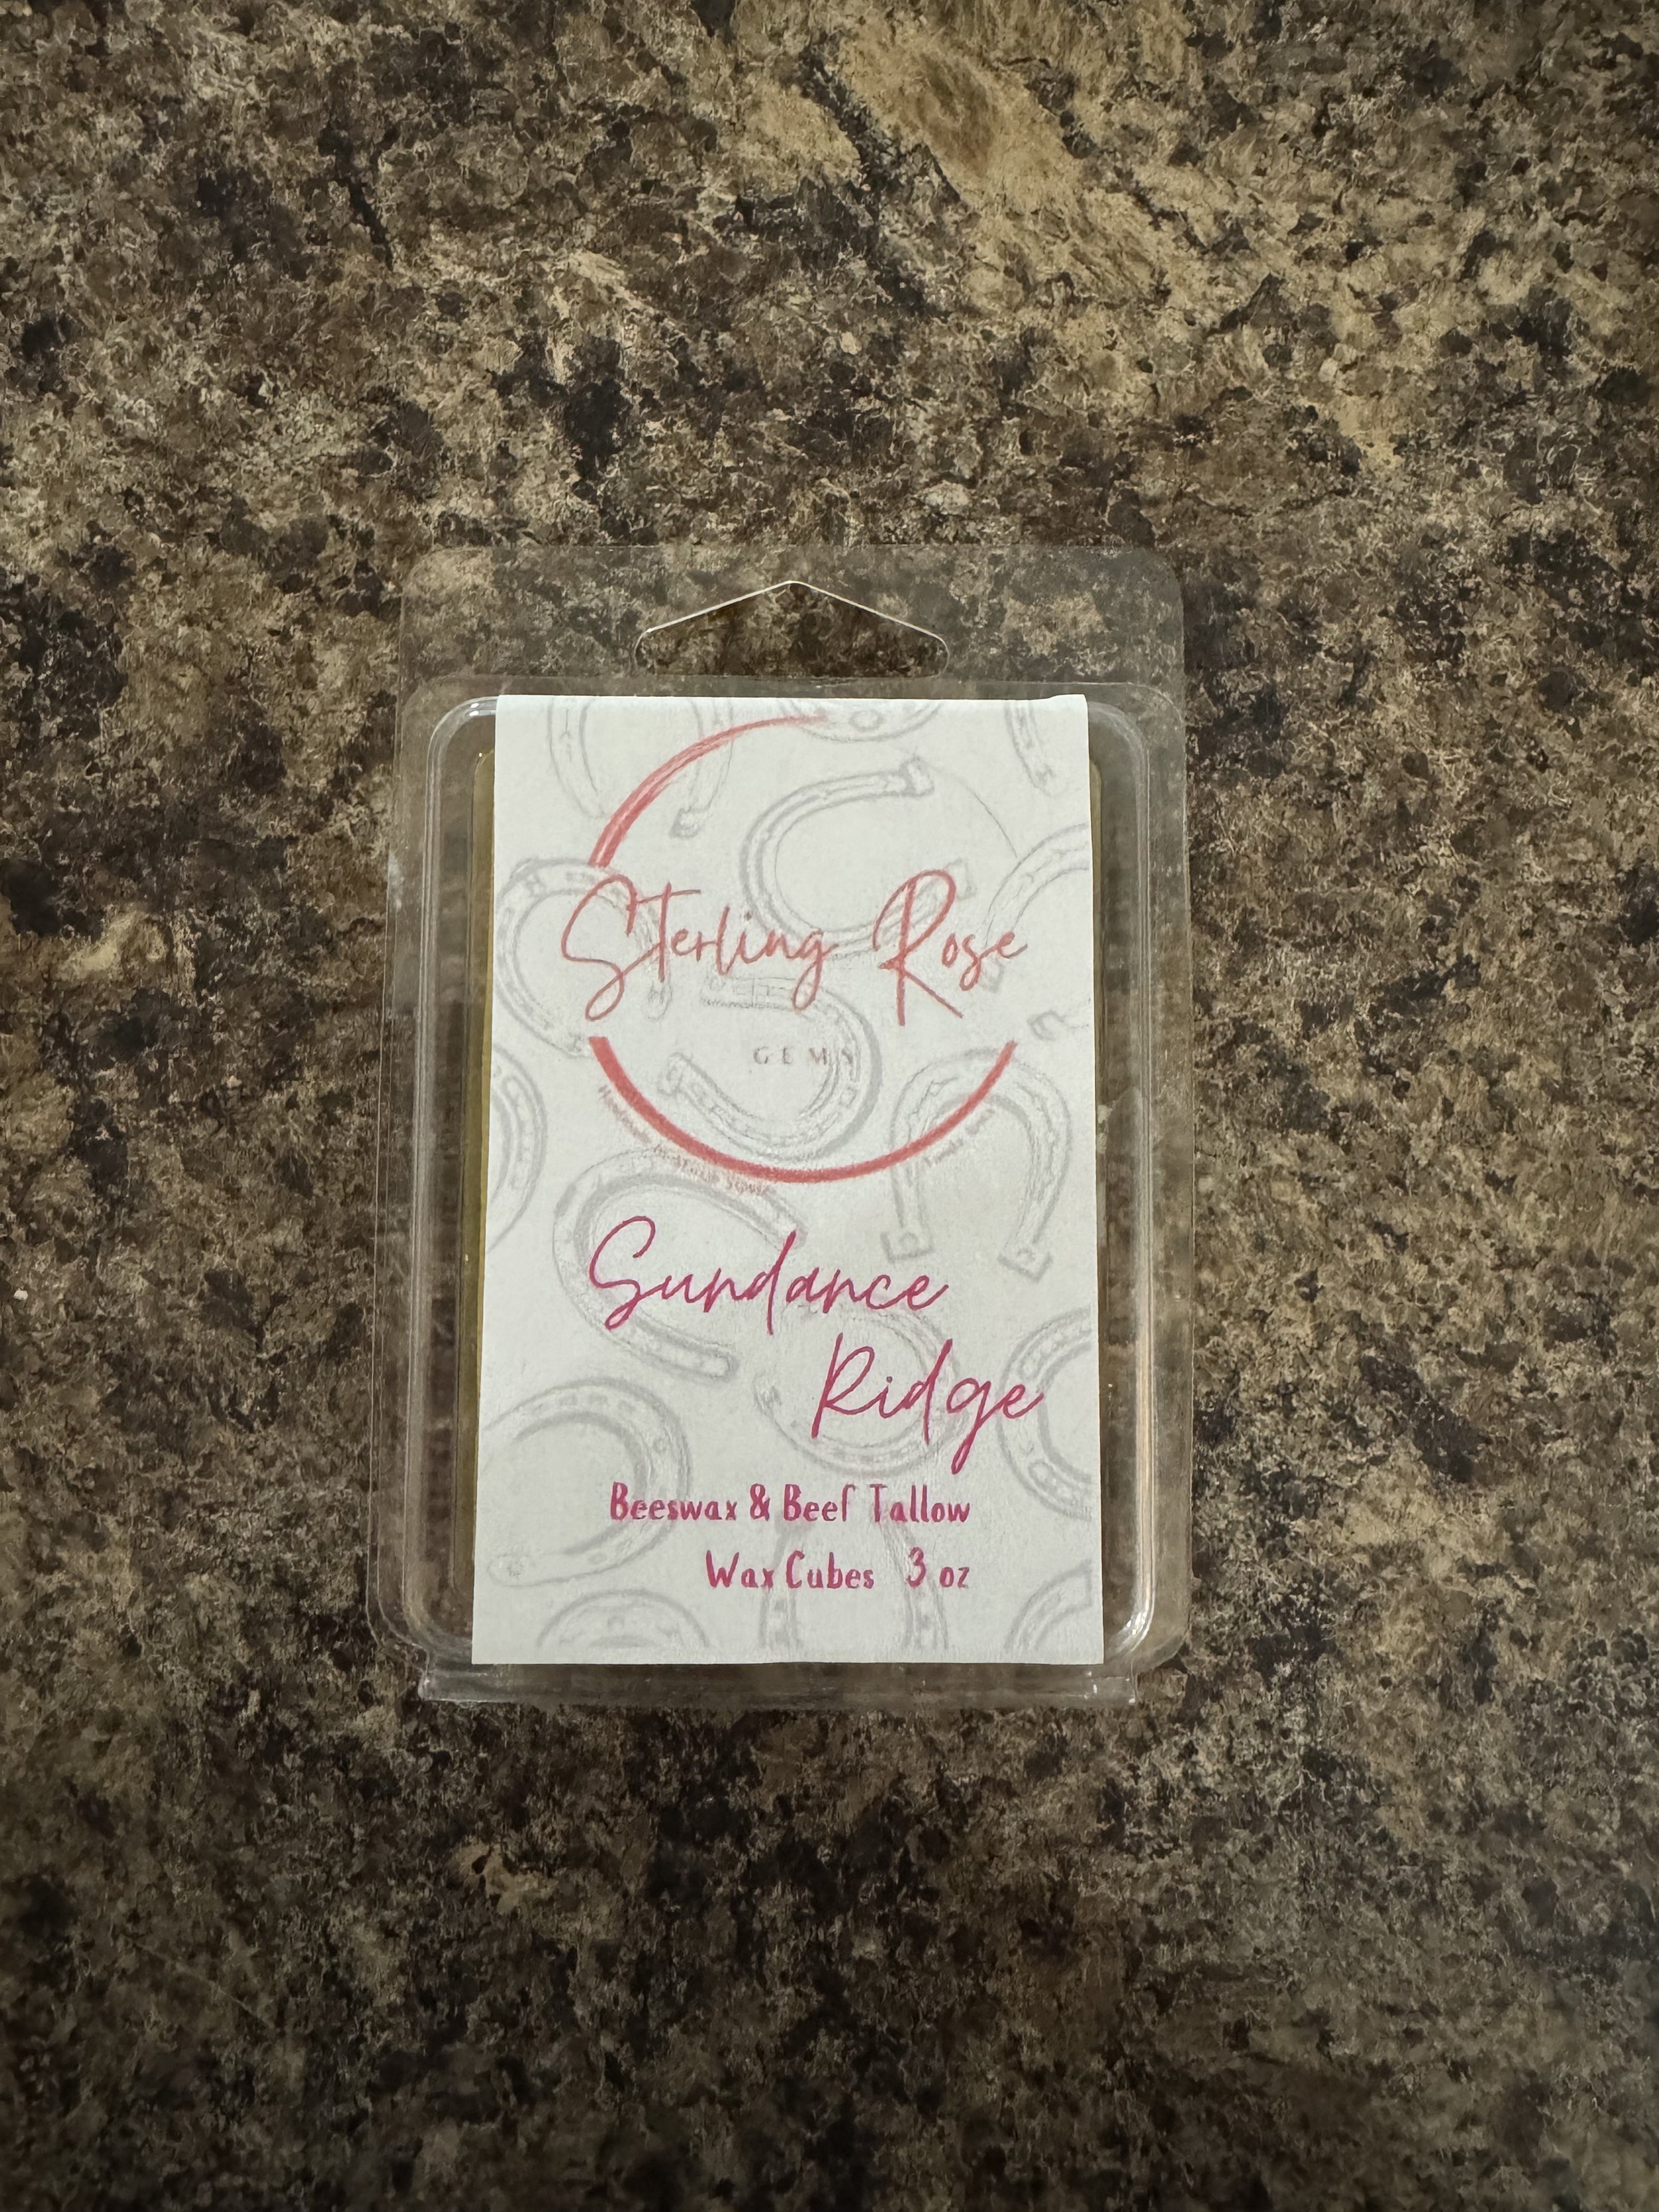 Sterling Rose
GEMS
Sundance
Ridge
Beeswax & Beef Tallow
Wax Cubes 3 oz